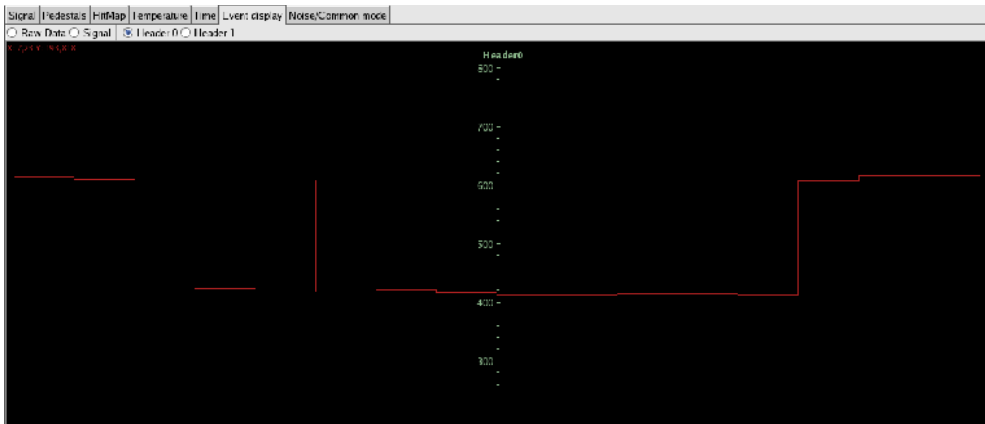 Signal Pedestals HitMap Temperature Time Event display Noise/Common mode
Raw Data Signal Header 0 Header 1
Header0
800
700
600
500
400
300